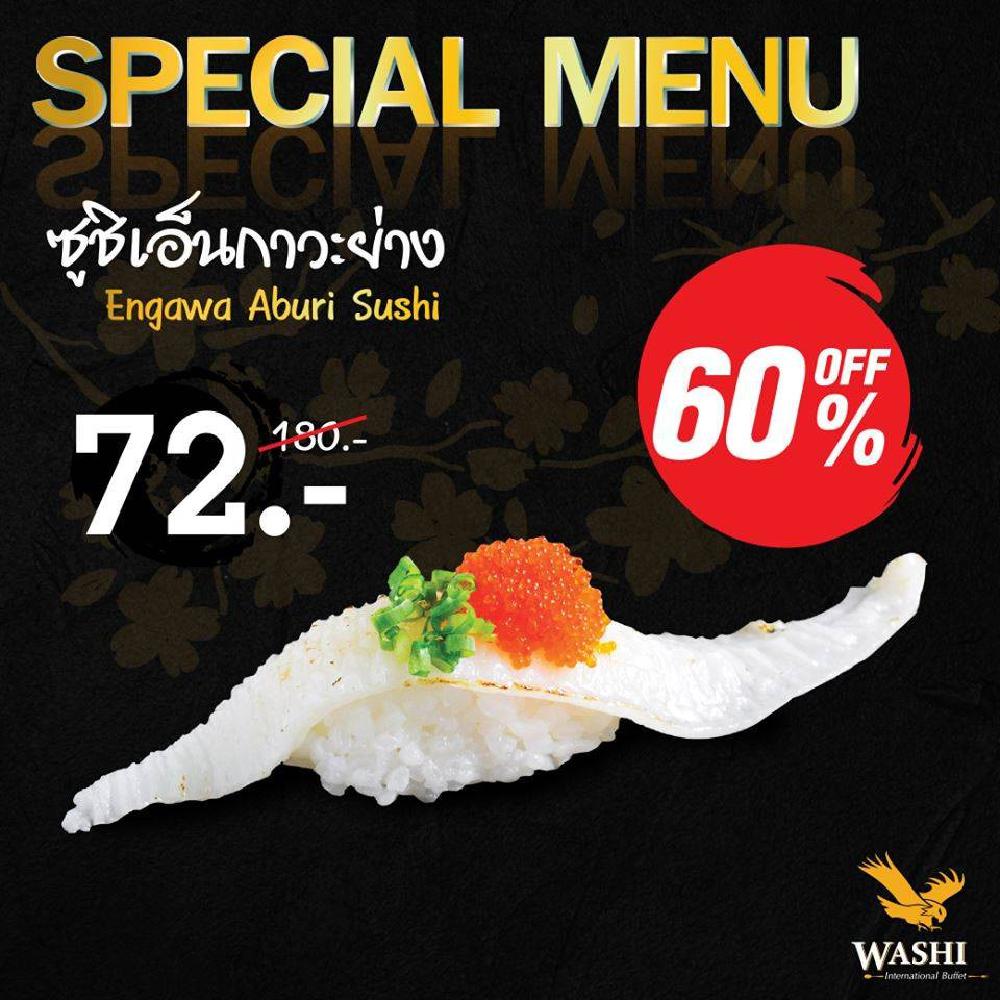 SPECIAL MENU
ซูชิเอ็นกาวะย่าง
Engawa Aburi Sushi
180.-
72.-
60% OFF
WASHI
International Buffet